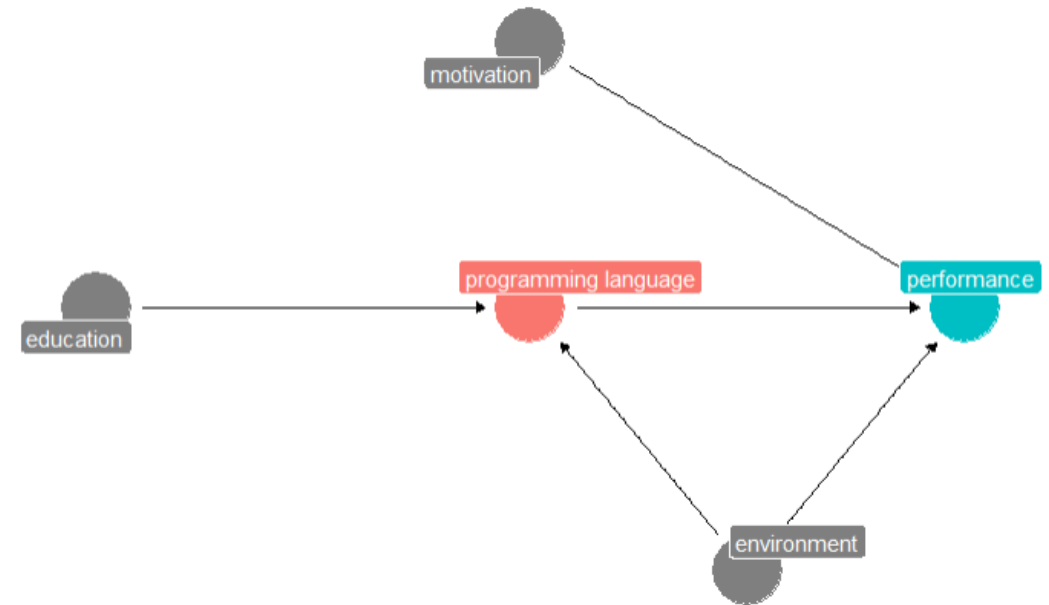 motivation
programming language
performance
education
environment